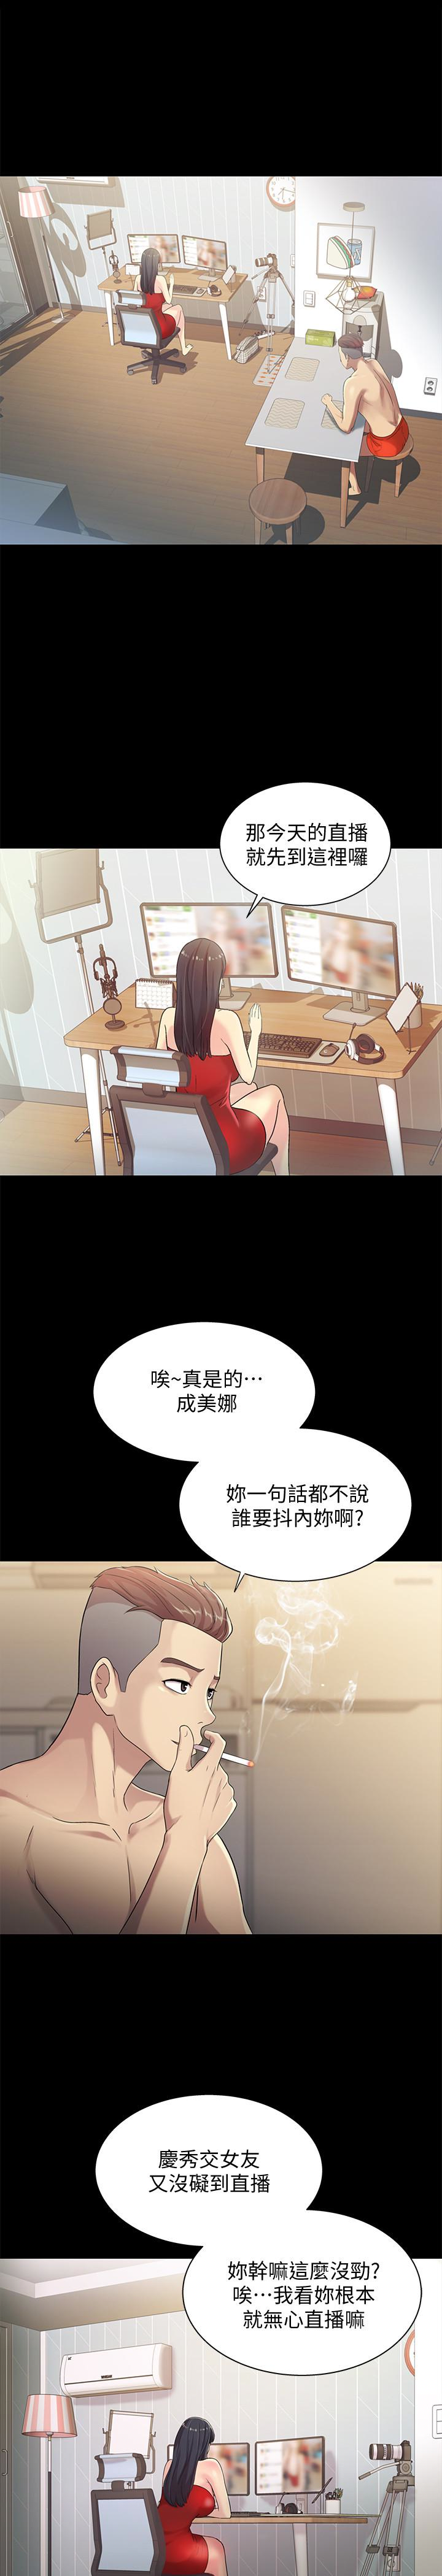 那今天的直播
就先到這裡囉
唉~真是的…
成美娜
妳一句話都不說
誰要抖內妳啊?
慶秀交女友
又沒礙到直播
妳幹嘛這麼沒勁?
唉…我看妳根本
就無心直播嘛